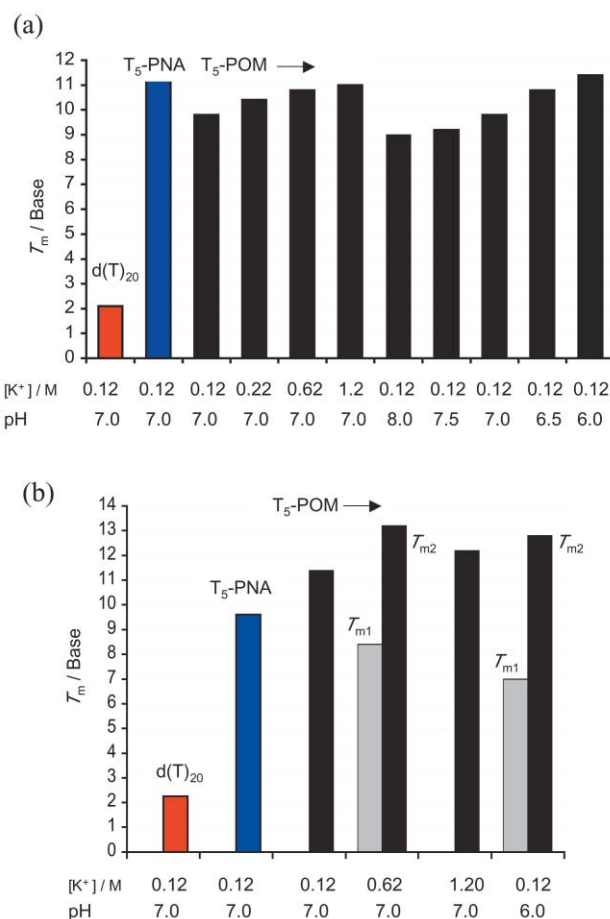 (a)
T5-PNA T5-POM →
12
11
10
9
8
7
6
5
4
3
2
1
0
Tm / Base
d(T)20
[K+] / M 0.12 0.12 0.12 0.22 0.62 1.2 0.12 0.12 0.12 0.12 0.12
pH 7.0 7.0 7.0 7.0 7.0 7.0 8.0 7.5 7.0 6.5 6.0
(b)
T5-POM →
14
13
12
11
10
9
8
7
6
5
4
3
2
1
0
Tm / Base
Tm2
Tm2
T5-PNA
Tm1
Tm1
d(T)20
[K+] / M 0.12 0.12 0.12 0.62 1.20 0.12
pH 7.0 7.0 7.0 7.0 7.0 6.0